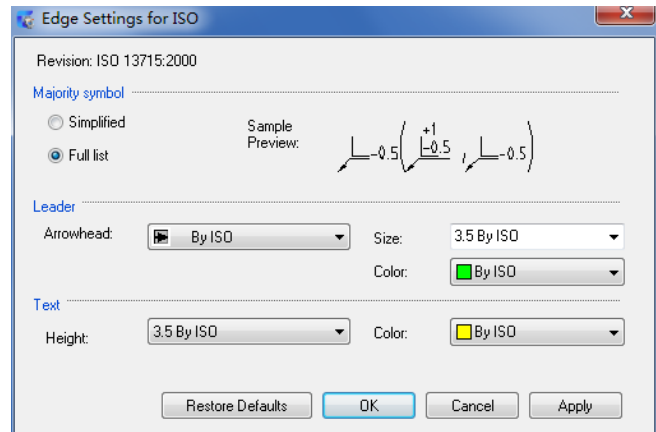 Edge Settings for ISO
Revision: ISO 13715:2000
Majority symbol
Simplified
Full list
Sample
Preview:
-0.5 ( +1 -0.5 , -0.5 )
Leader
Arrowhead: By ISO
Size: 3.5 By ISO
Color: By ISO
Text
Height: 3.5 By ISO
Color: By ISO
Restore Defaults OK Cancel Apply